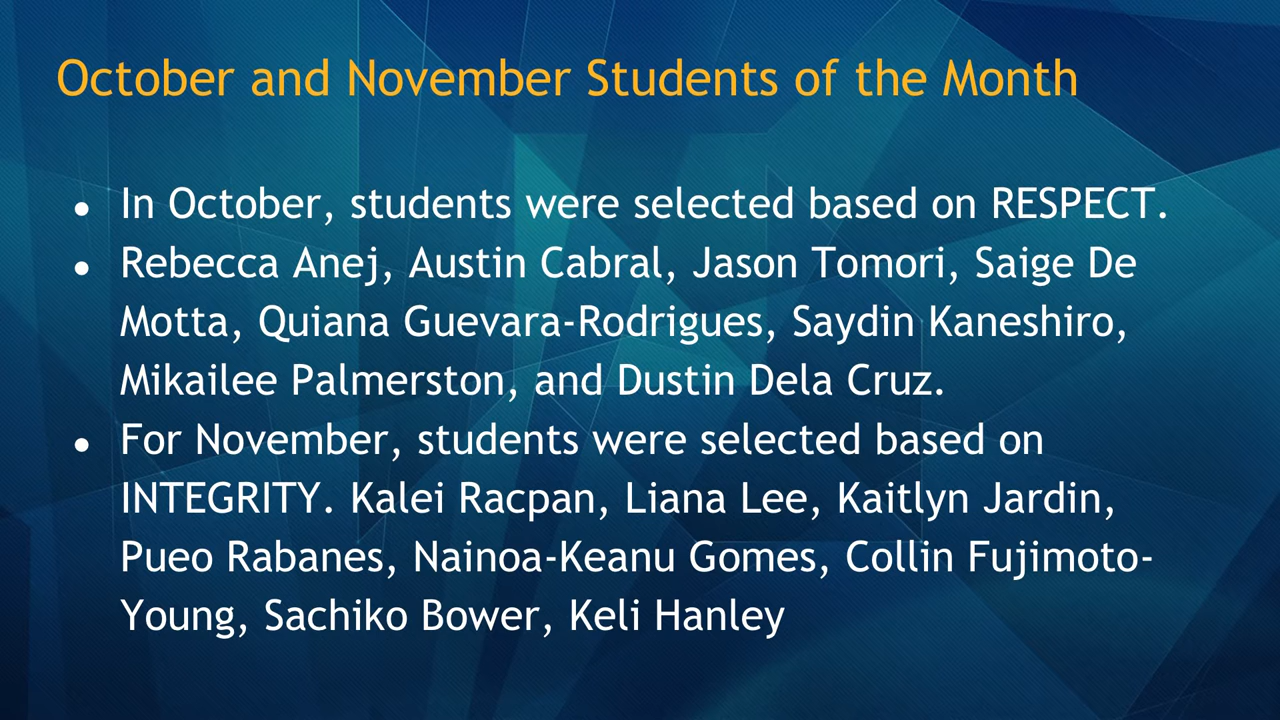 October and November Students of the Month
● In October, students were selected based on RESPECT.
● Rebecca Anej, Austin Cabral, Jason Tomori, Saige De
Motta, Quiana Guevara-Rodrigues, Saydin Kaneshiro,
Mikailee Palmerston, and Dustin Dela Cruz.
● For November, students were selected based on
INTEGRITY. Kalei Racpan, Liana Lee, Kaitlyn Jardin,
Pueo Rabanes, Nainoa-Keanu Gomes, Collin Fujimoto-
Young, Sachiko Bower, Keli Hanley